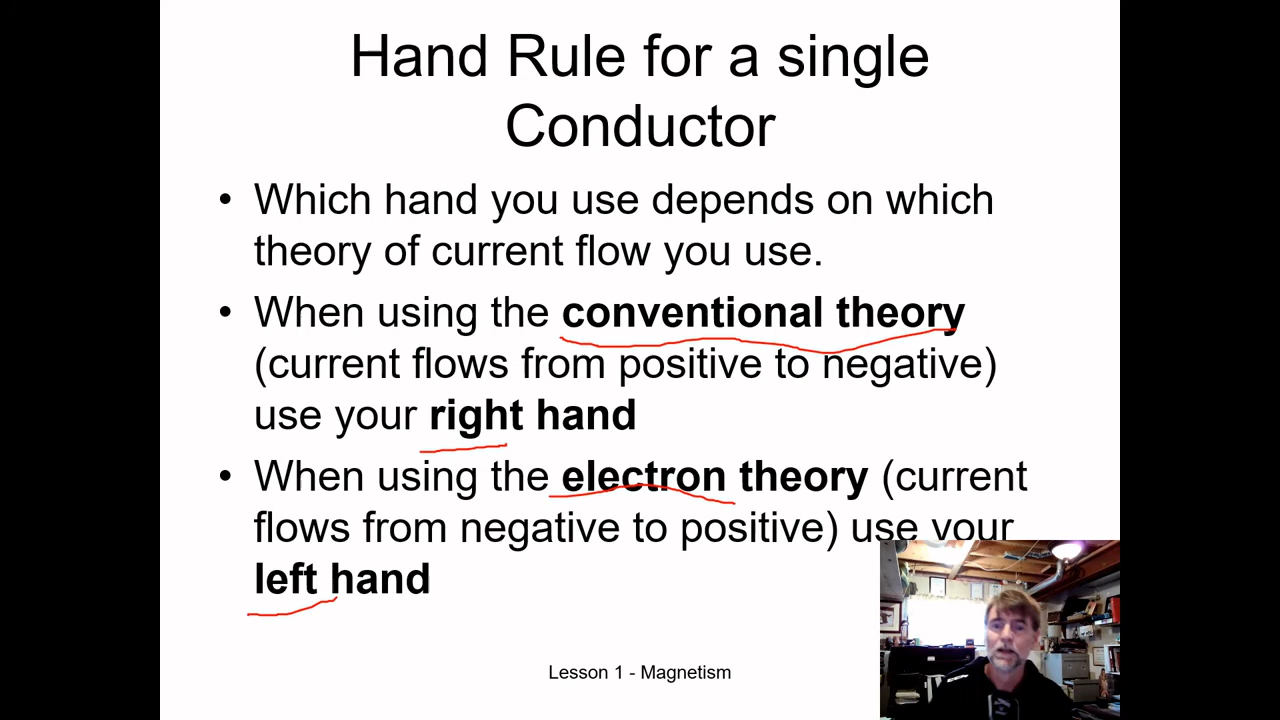 Hand Rule for a single
Conductor
• Which hand you use depends on which
theory of current flow you use.
• When using the conventional theory
(current flows from positive to negative)
use your right hand
• When using the electron theory (current
flows from negative to positive) use your
left hand
Lesson 1 - Magnetism